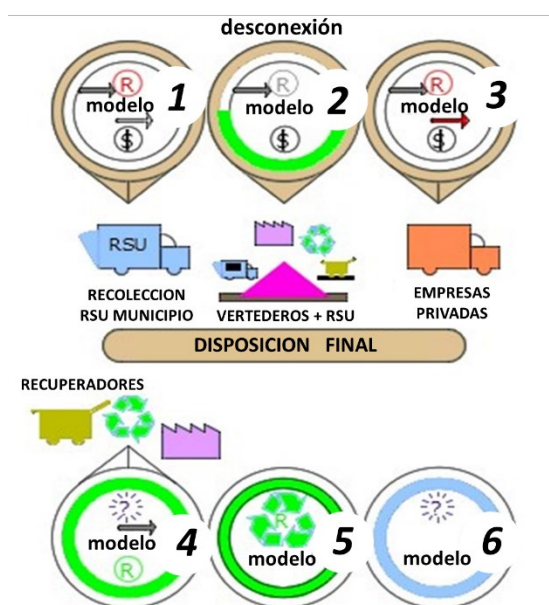 desconexión
R
modelo 1
$
R
modelo 2
$
R
modelo 3
$
RSU
RECOLECCION
RSU MUNICIPIO
VERTEDEROS + RSU
EMPRESAS
PRIVADAS
DISPOSICION FINAL
RECUPERADORES
?
modelo 4
R
R
modelo 5
?
modelo 6